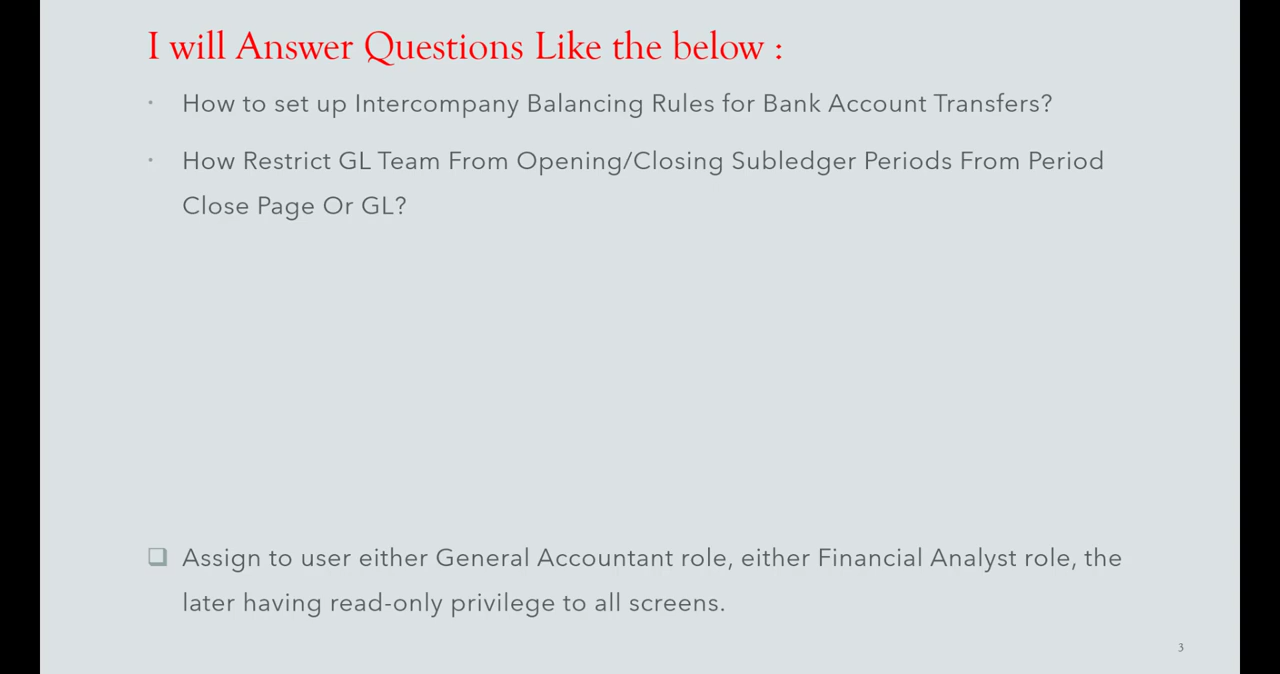 I will Answer Questions Like the below :
• How to set up Intercompany Balancing Rules for Bank Account Transfers?
• How Restrict GL Team From Opening/Closing Subledger Periods From Period
Close Page Or GL?
❑ Assign to user either General Accountant role, either Financial Analyst role, the
later having read-only privilege to all screens.
3